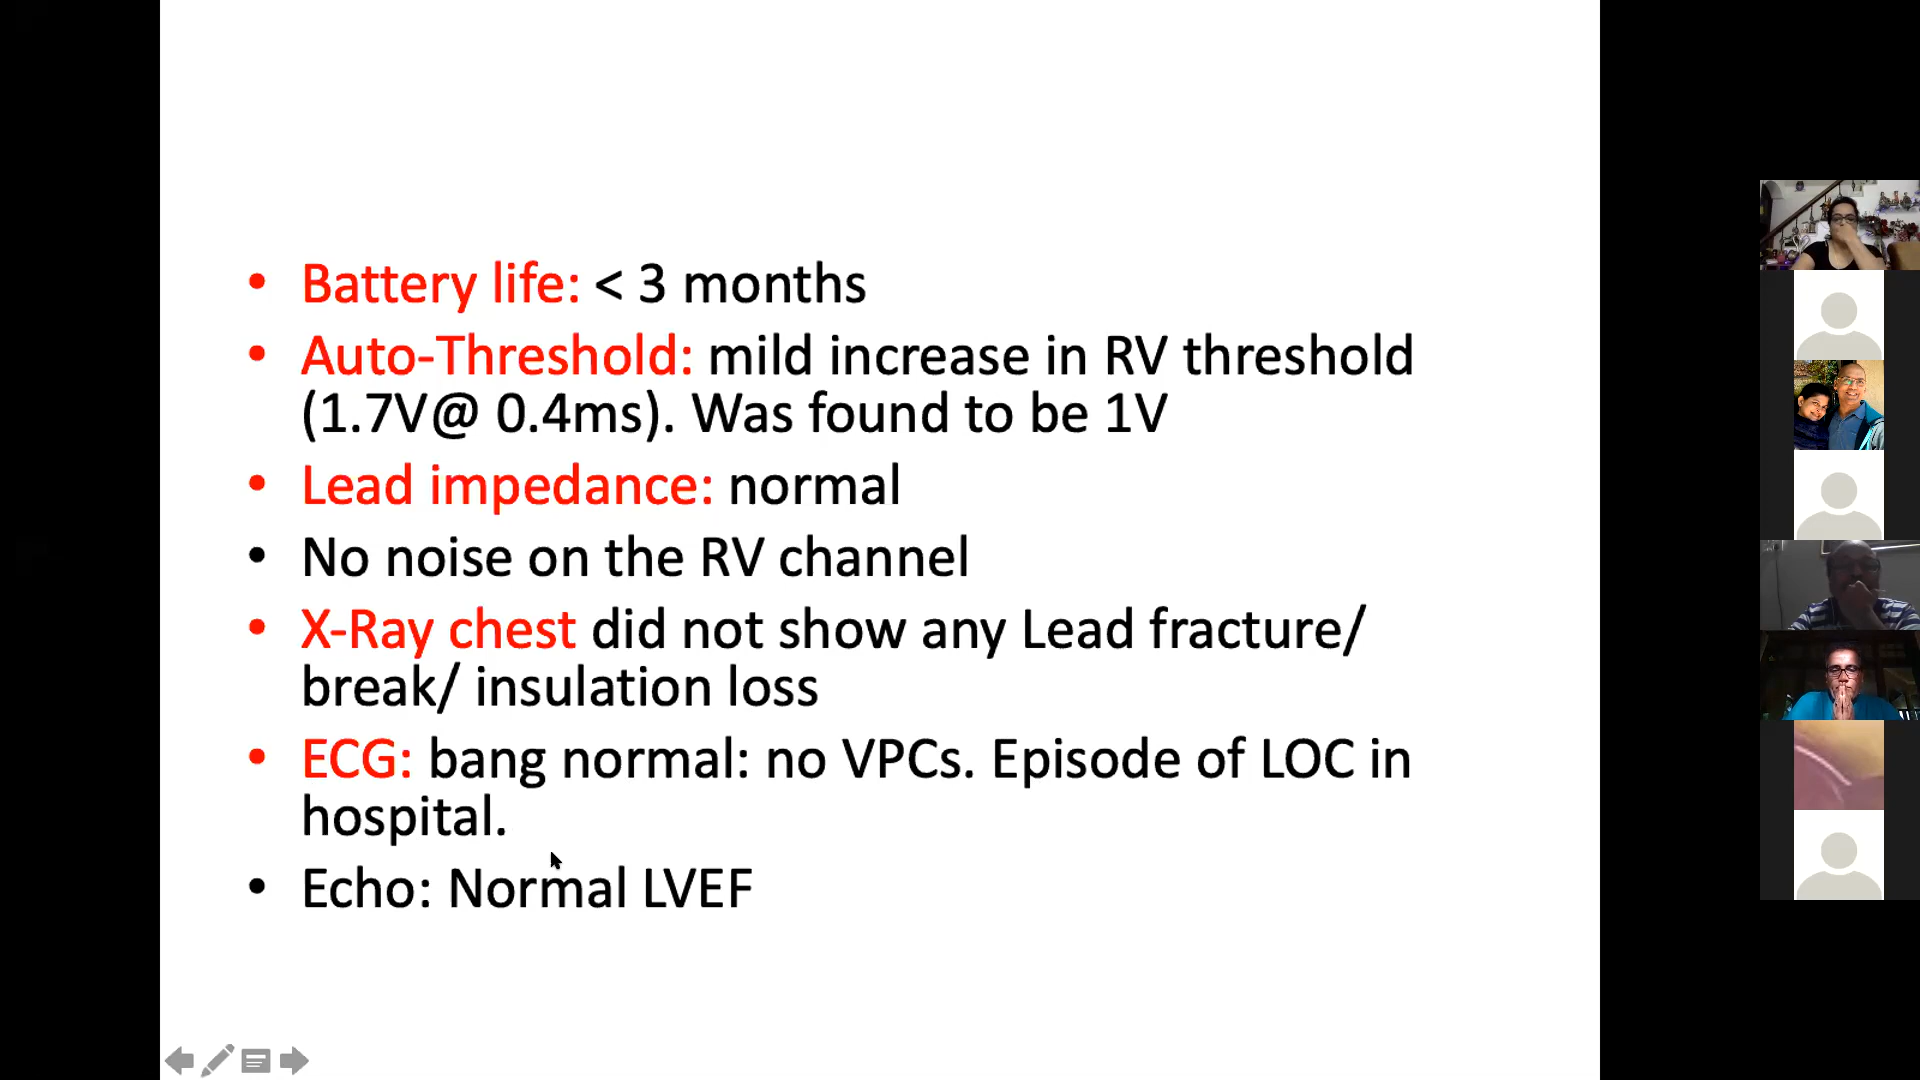 • Battery life: < 3 months
• Auto-Threshold: mild increase in RV threshold
(1.7V@ 0.4ms). Was found to be 1V
• Lead impedance: normal
• No noise on the RV channel
• X-Ray chest did not show any Lead fracture/
break/ insulation loss
• ECG: bang normal: no VPCs. Episode of LOC in
hospital.
• Echo: Normal LVEF